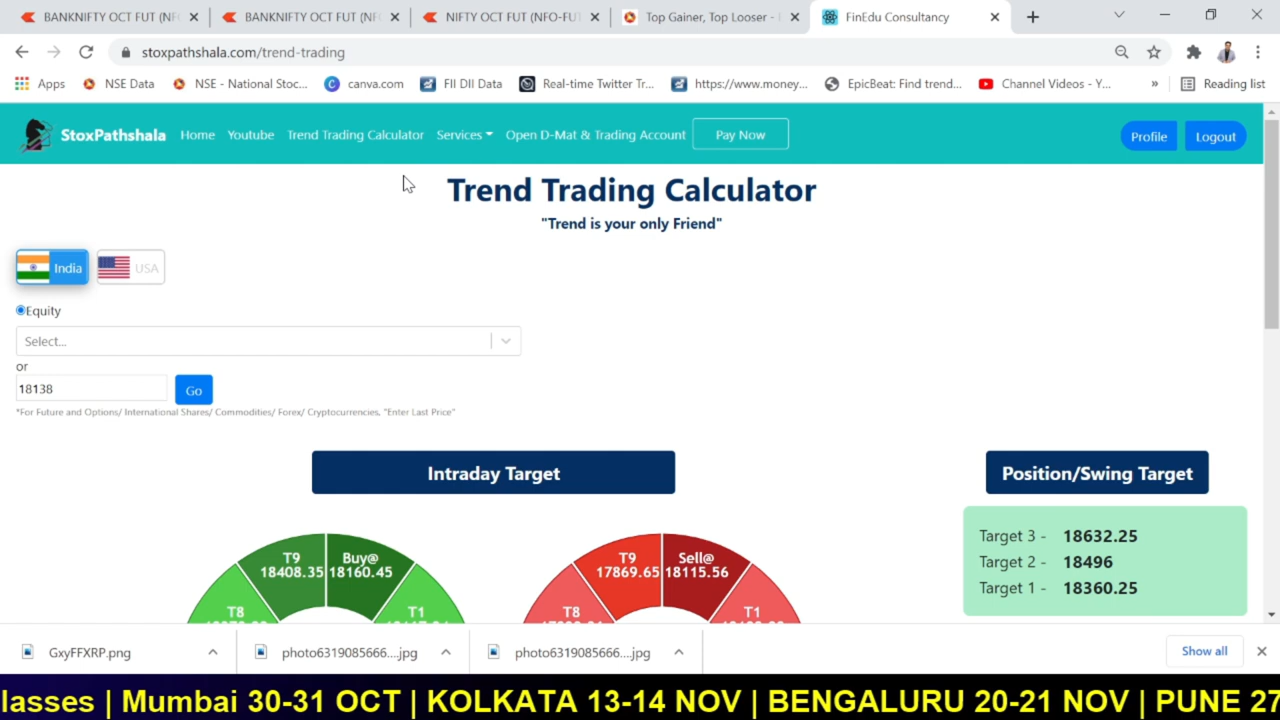 BANKNIFTY OCT FUT (NF
BANKNIFTY OCT FUT (NF
NIFTY OCT FUT (NFO-FU
Top Gainer, Top Looser -
FinEdu Consultancy
stoxpathshala.com/trend-trading
Apps
NSE Data
NSE - National Stoc...
canva.com
FII DII Data
Real-time Twitter Tr...
https://www.money...
EpicBeat: Find trend...
Channel Videos - Y...
»
Reading list
StoxPathshala
Home
Youtube
Trend Trading Calculator
Services
Open D-Mat & Trading Account
Pay Now
Profile
Logout
Trend Trading Calculator
"Trend is your only Friend"
India
USA
Equity
Select...
or
18138
Go
*For Future and Options/ International Shares/ Commodities/ Forex/ Cryptocurrencies, "Enter Last Price"
Intraday Target
Position/Swing Target
T9
18408.35
Buy@
18160.45
T8
T1
T9
17869.65
Sell@
18115.56
T8
T1
Target 3 - 18632.25
Target 2 - 18496
Target 1 - 18360.25
GxyFFXRP.png
photo6319085666....jpg
photo6319085666....jpg
Show all
lasses | Mumbai 30-31 OCT | KOLKATA 13-14 NOV | BENGALURU 20-21 NOV | PUNE 27